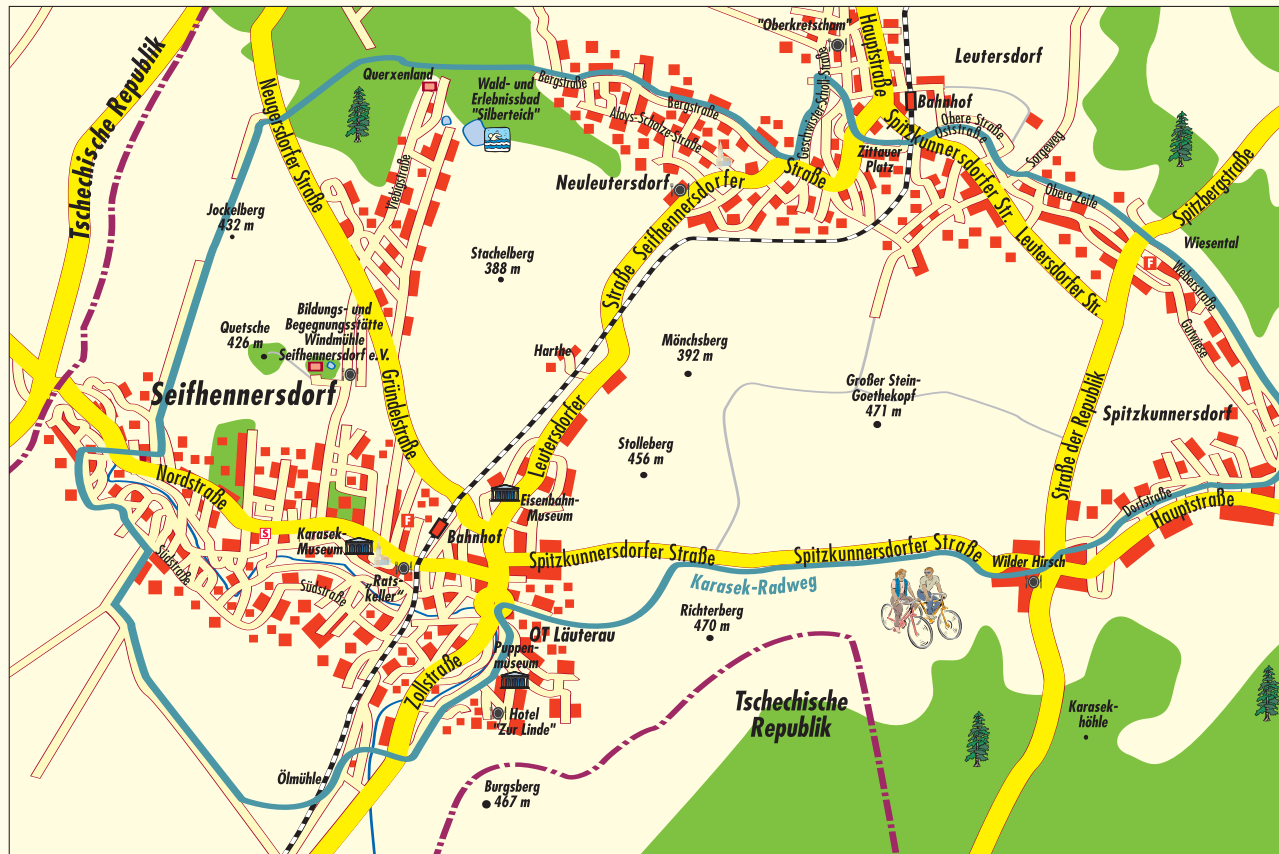 "Oberkretscham"
Hauptstraße
Leutersdorf
Tschechische Republik
Neugersdorfer Straße
Querxenland
Wald- und
Erlebnisbad
"Silberteich"
Bergstraße
Bergstraße
Aloys-Scholze-Straße
Geschwister-Scholl-Straße
Bahnhof
Obere Straße
Oststraße
Spitzkunnersdorfer Str.
Zittauer
Platz
Sorgeweg
Obere Zeile
Spitzbergstraße
Wiesental
Weberstraße
Gutwiese
F
Viebigstraße
Neuleutersdorf
Seifhennersdorfer
Straße
Straße
Leutersdorfer Str.
Jockelberg
432 m
Stachelberg
388 m
Bildungs- und
Begegnungsstätte
Windmühle
Seifhennersdorf e.V.
Quetsche
426 m
Harthe
Mönchsberg
392 m
Großer Stein-
Goethekopf
471 m
Seifhennersdorf
Gründelstraße
Leutersdorfer
Stolleberg
456 m
Straße der Republik
Spitzkunnersdorf
Nordstraße
Eisenbahn-
Museum
Dorfstraße
Hauptstraße
S
F
Karasek-
Museum
Bahnhof
Spitzkunnersdorfer Straße
Spitzkunnersdorfer Straße
Wilder Hirsch
"Rats-
keller"
Südstraße
Südstraße
Karasek-Radweg
Richterberg
470 m
OT Läuterau
Puppen-
museum
Zollstraße
Hotel
"Zur Linde"
Tschechische
Republik
Karasek-
höhle
Ölmühle
Burgsberg
467 m